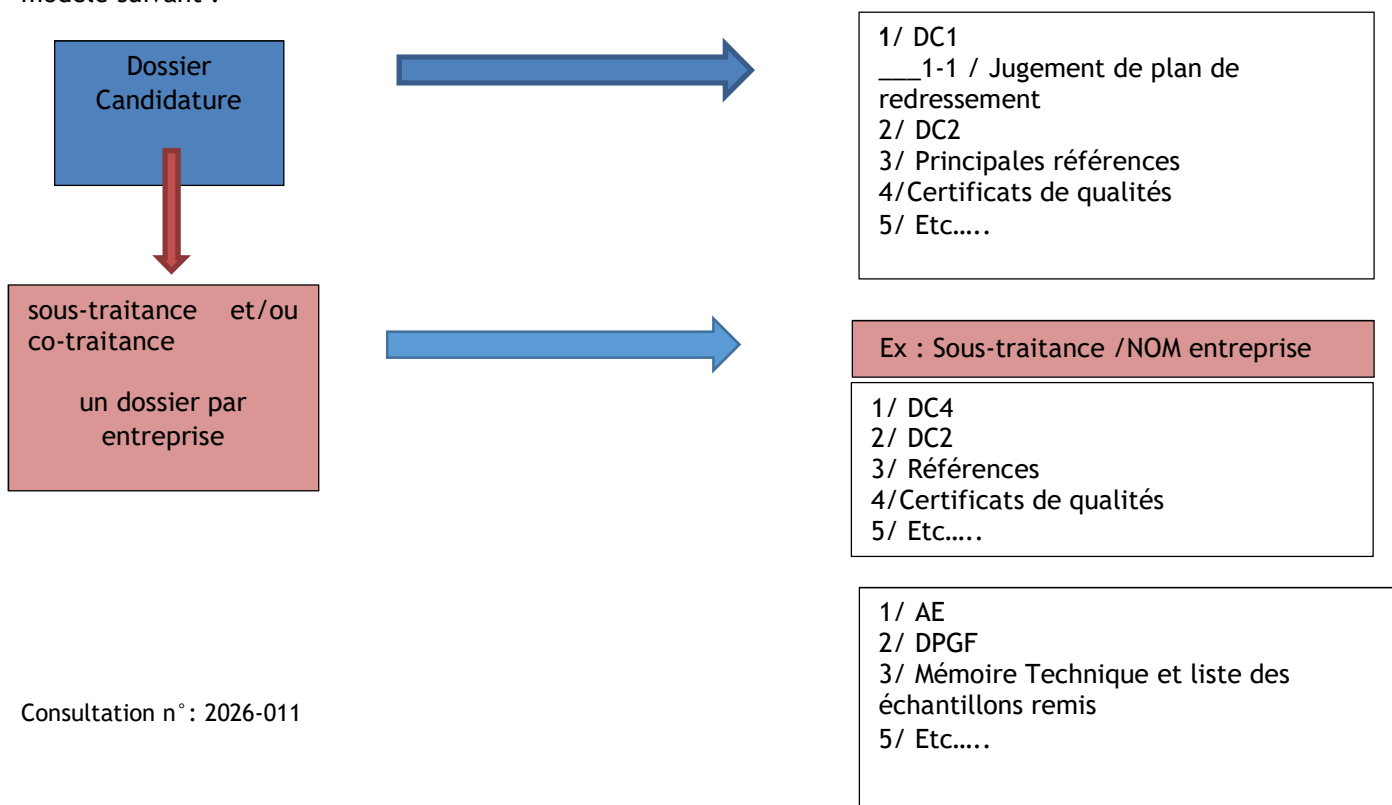 modèle suivant :
Dossier
Candidature
1/ DC1
___1-1 / Jugement de plan de
redressement
2/ DC2
3/ Principales références
4/Certificats de qualités
5/ Etc…..
sous-traitance et/ou
co-traitance
un dossier par
entreprise
Ex : Sous-traitance /NOM entreprise
1/ DC4
2/ DC2
3/ Références
4/Certificats de qualités
5/ Etc…..
1/ AE
2/ DPGF
3/ Mémoire Technique et liste des
échantillons remis
5/ Etc…..
Consultation n°: 2026-011